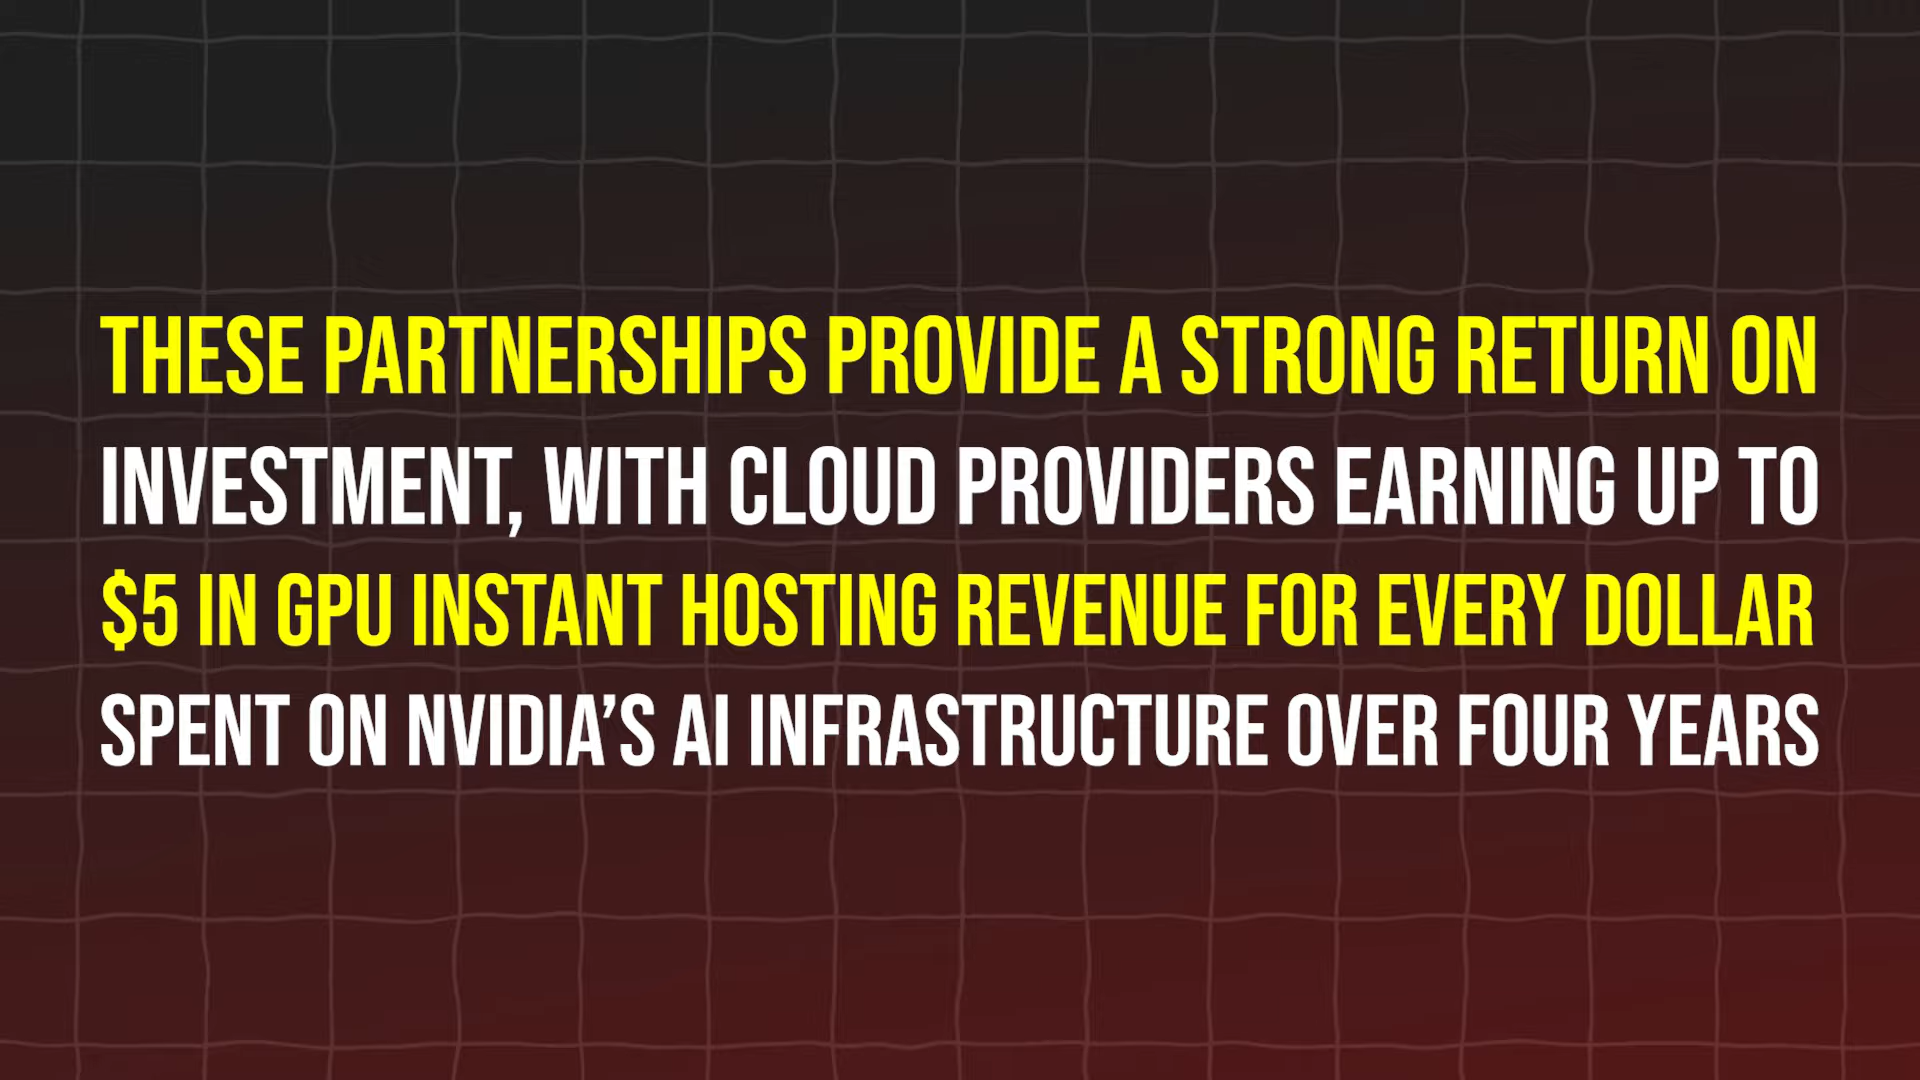 THESE PARTNERSHIPS PROVIDE A STRONG RETURN ON
INVESTMENT, WITH CLOUD PROVIDERS EARNING UP TO
$5 IN GPU INSTANT HOSTING REVENUE FOR EVERY DOLLAR
SPENT ON NVIDIA’S AI INFRASTRUCTURE OVER FOUR YEARS